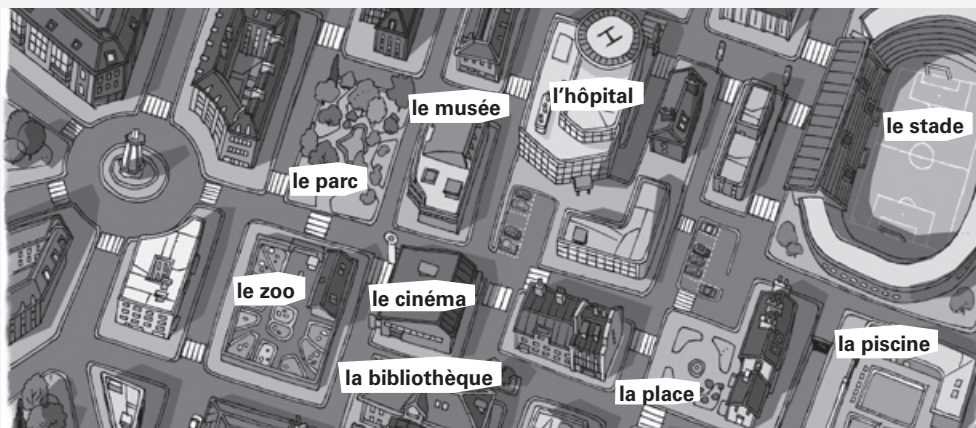 H
le musée
l'hôpital
le stade
le parc
le zoo
le cinéma
la piscine
la bibliothèque
la place